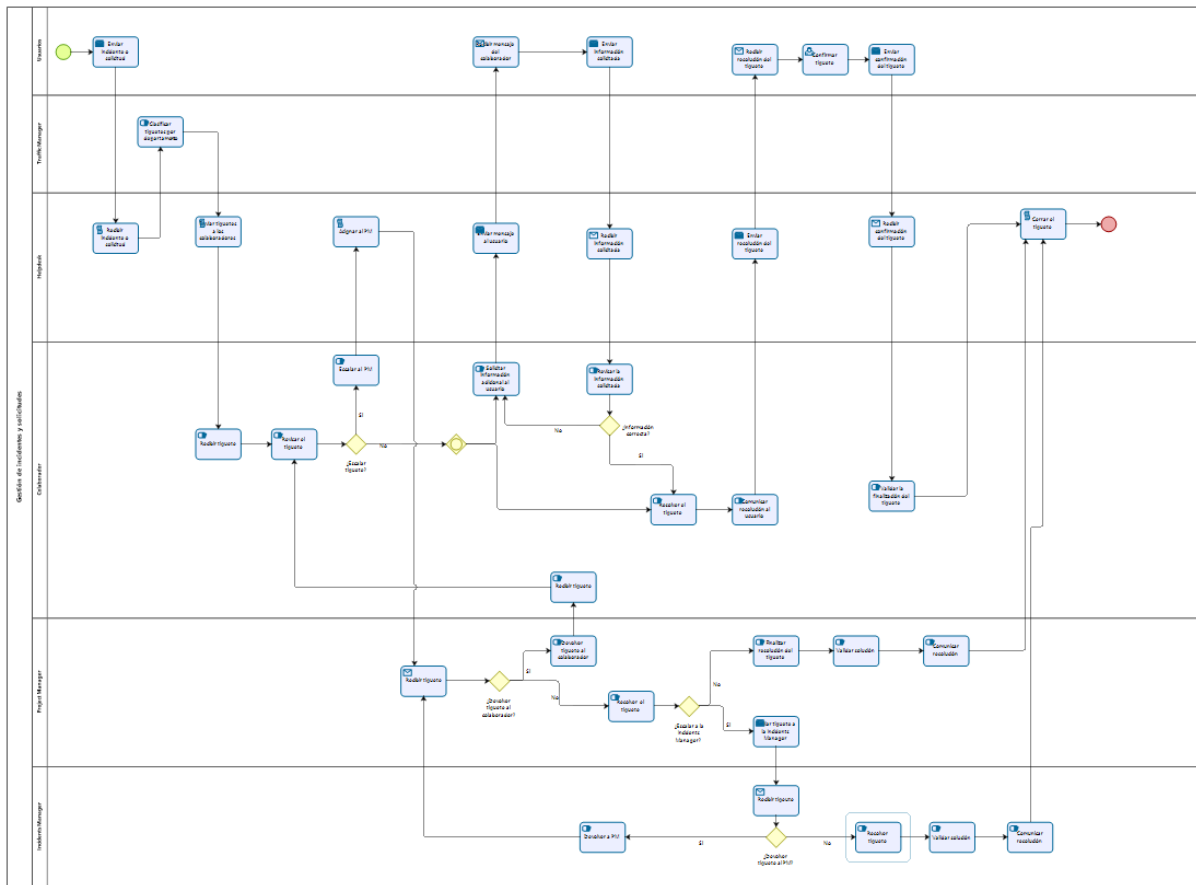 Gestión de incidentes y solicitudes
Usuarios
Enviar
incidente o
solicitud
mensaje
del
colaborador
Enviar
información
solicitada
Recibir
resolución del
tiquete
Confirmar
tiquete
Enviar
confirmación
del tiquete
Traffic Manager
Clasificar
tiquetes por
departamento
Helpdesk
Recibir
incidente o
solicitud
tiquetes
a los
colaboradores
Asignar al PM
mensaje
al usuario
Recibir
información
solicitada
Enviar
resolución del
tiquete
Recibir
confirmación
del tiquete
Cerrar el
tiquete
Colaborador
Escalar al PM
Solicitar
información
adicional al
usuario
Revisar la
información
solicitada
Si
No
¿Información
correcta?
Recibir tiquete
Revisar el
tiquete
No
¿Escalar
tiquete?
Si
Resolver el
tiquete
Comunicar
resolución al
usuario
Validar la
finalización del
tiquete
Recibir tiquete
Project Manager
Devolver
tiquete al
colaborador
Finalizar
resolución del
tiquete
Validar solución
Comunicar
resolución
Recibir tiquete
Si
No
¿Devolver
tiquete al
colaborador?
Resolver el
tiquete
No
Si
¿Escalar a la
Incidents
Manager?
tiquete a
la Incidents
Manager
Incidents Manager
Recibir tiquete
Devolver a PM
Si
No
¿Devolver
tiquete al PM?
Resolver
tiquete
Validar solución
Comunicar
resolución